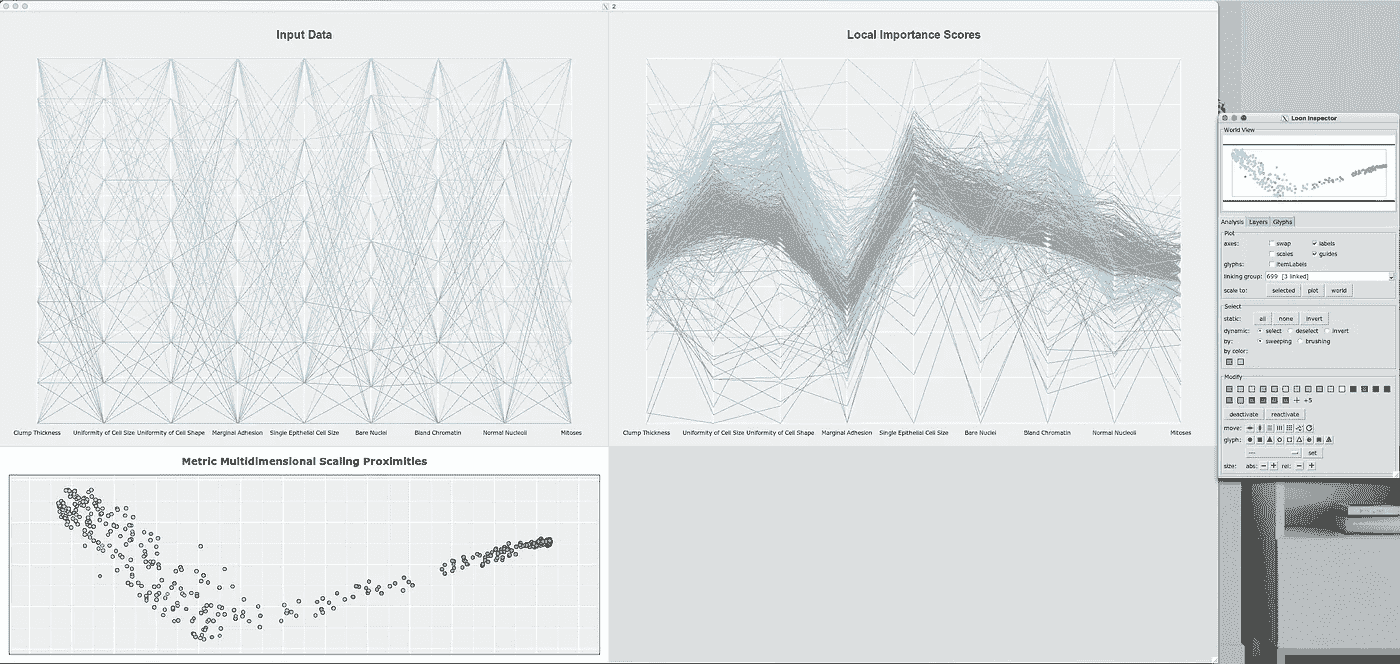 2
Input Data
Local Importance Scores
Clump Thickness Uniformity of Cell Size Uniformity of Cell Shape Marginal Adhesion Single Epithelial Cell Size Bare Nuclei Bland Chromatin Normal Nucleoli Mitoses
Clump Thickness Uniformity of Cell Size Uniformity of Cell Shape Marginal Adhesion Single Epithelial Cell Size Bare Nuclei Bland Chromatin Normal Nucleoli Mitoses
Metric Multidimensional Scaling Proximities
Loon Inspector
World View
Analysis Layers Glyphs
Plot
axes: swap labels
scales guides
glyphs: itemLabels
linking group: 699 [3 linked]
scale to: selected plot world
Select
static: all none invert
dynamic: select deselect invert
by: sweeping brushing
by color:
Modify
+5
deactivate reactivate
move:
glyph:
--- set
size: abs: − + rel: − +